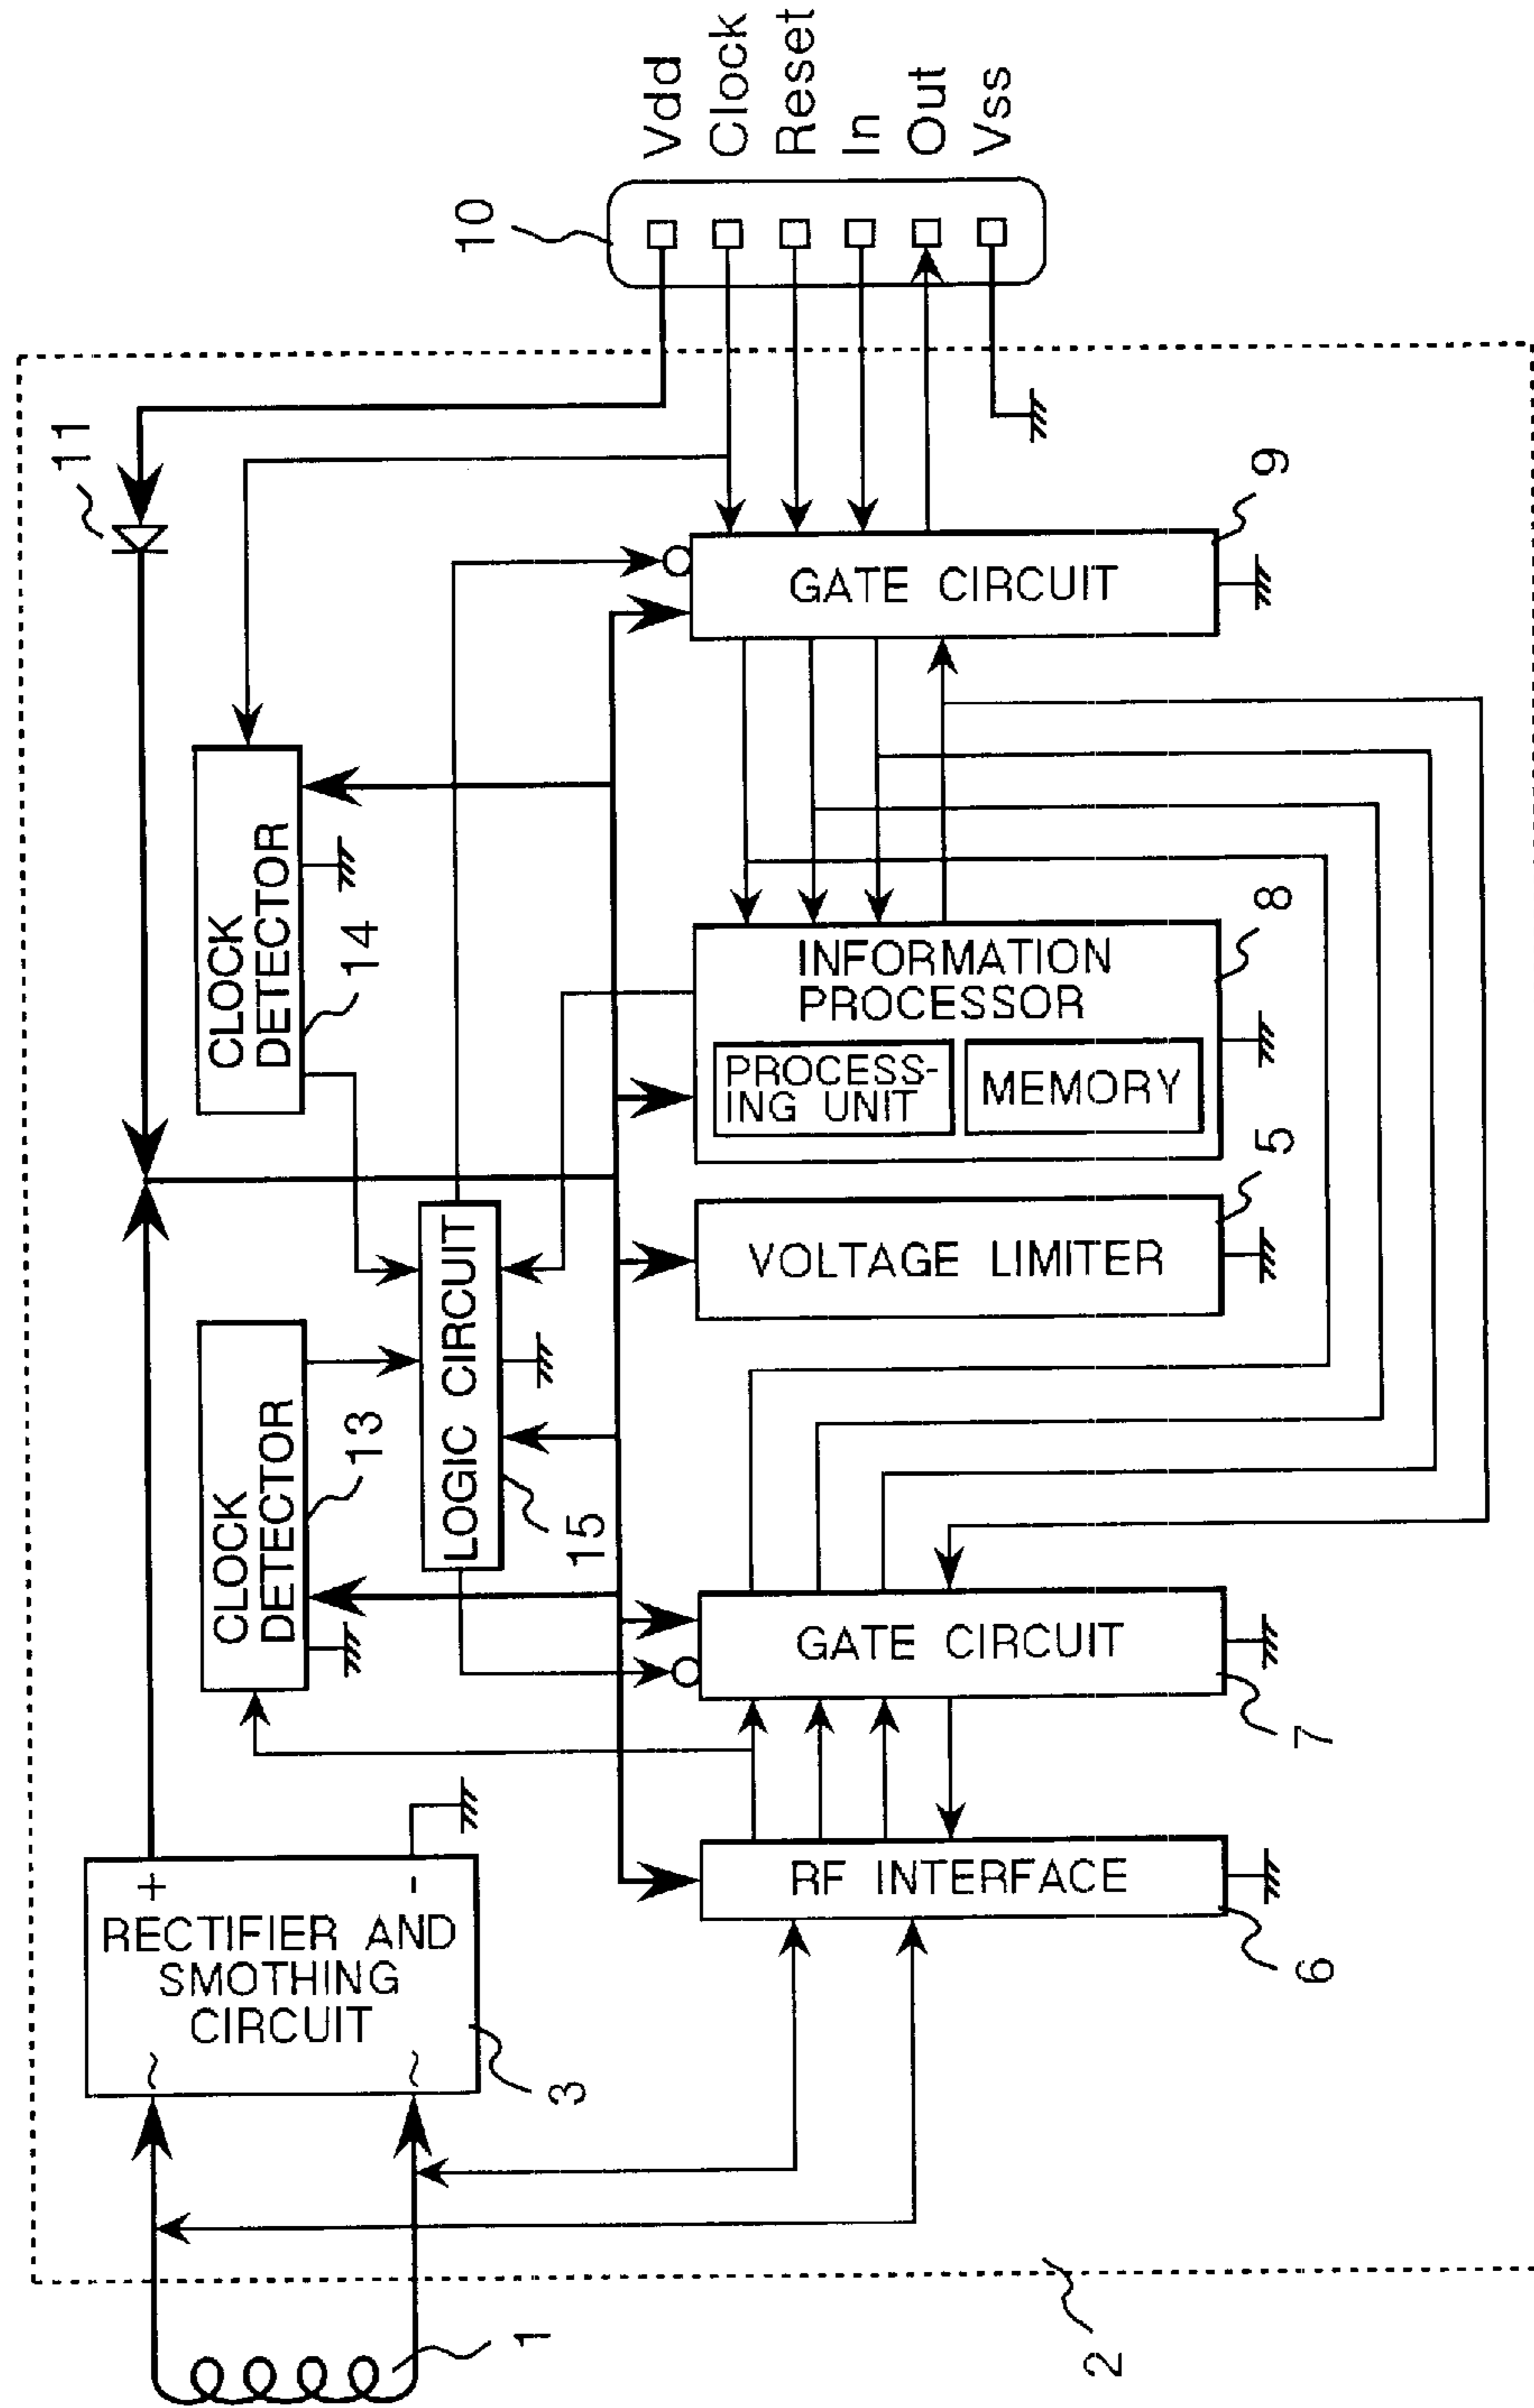 11
10
Vdd
Clock
Reset
In
Out
Vss
CLOCK
DETECTOR
14
CLOCK
DETECTOR
13
+
-
RECTIFIER AND
SMOTHING
CIRCUIT
~
~
3
LOGIC CIRCUIT
15
GATE CIRCUIT
9
INFORMATION
PROCESSOR
PROCESS-
ING UNIT
MEMORY
8
VOLTAGE LIMITER
5
GATE CIRCUIT
7
RF INTERFACE
6
1
2